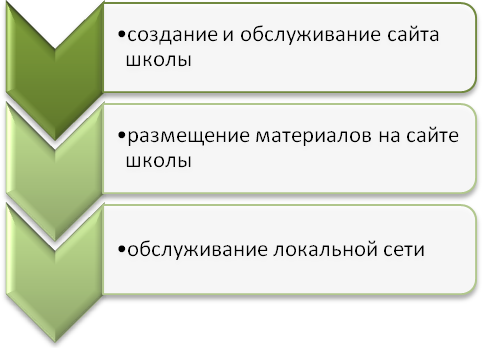 •создание и обслуживание сайта
школы
•размещение материалов на сайте
школы
•обслуживание локальной сети